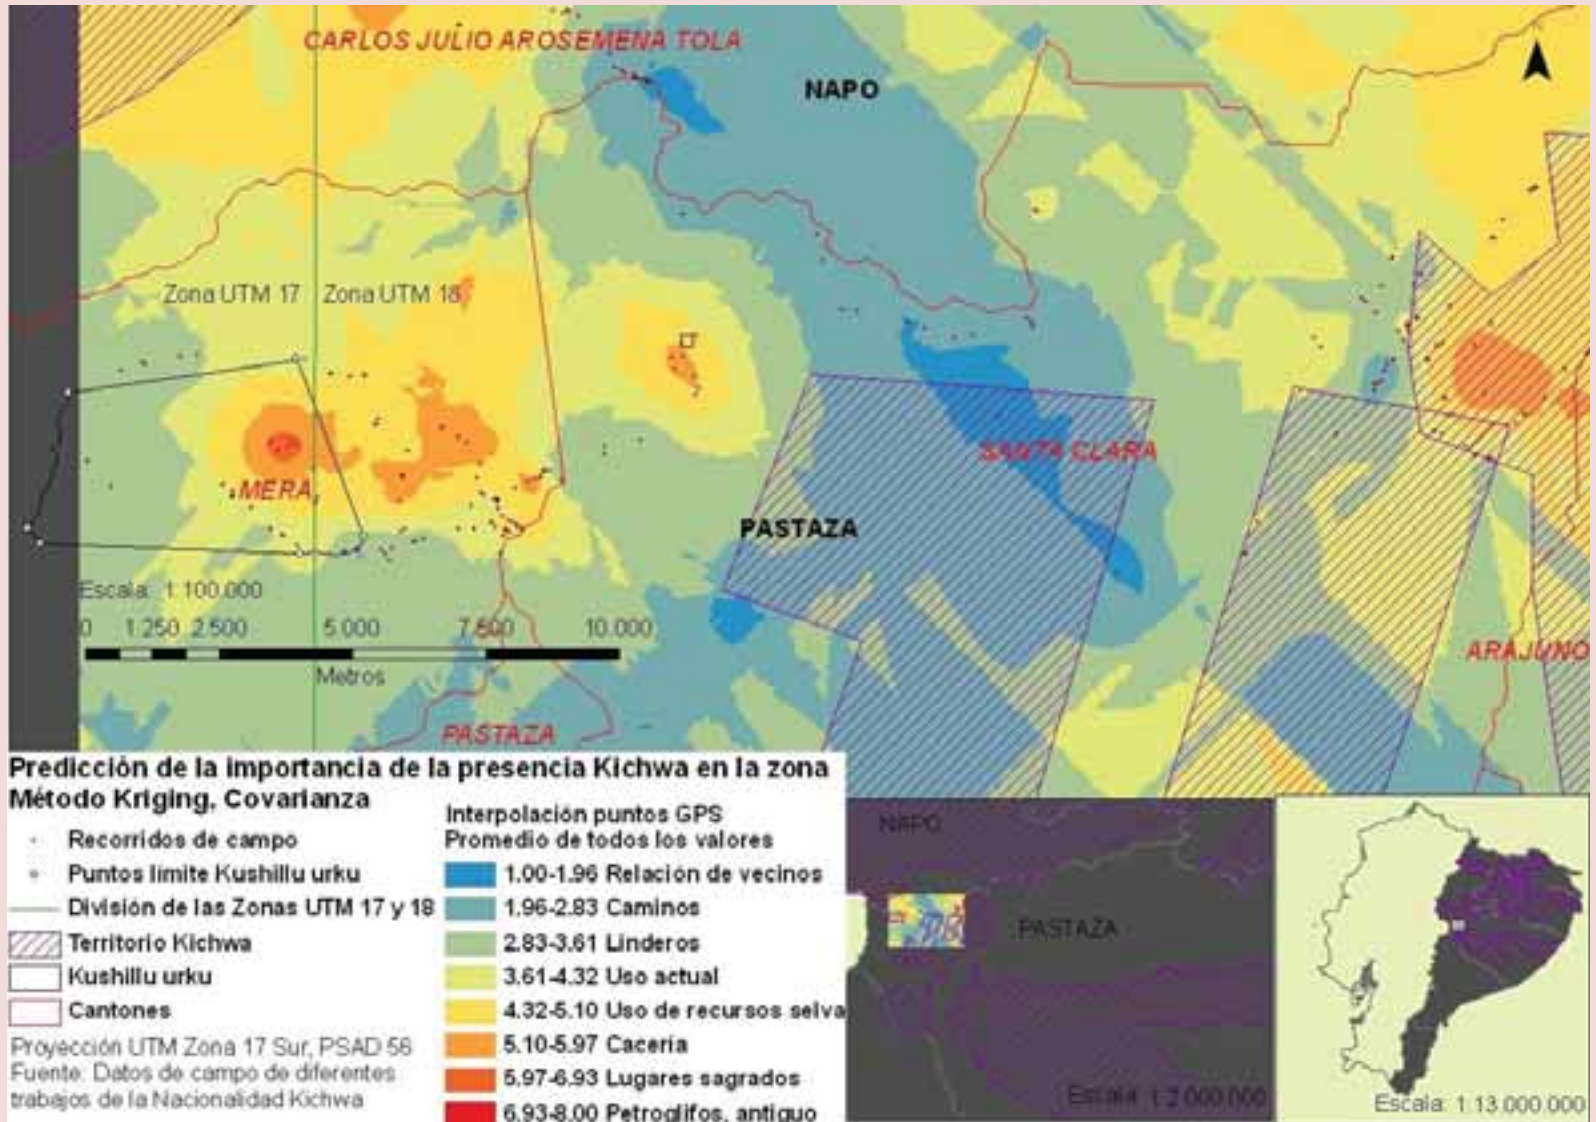 CARLOS JULIO AROSEMENA TOLA
NAPO
Zona UTM 17
Zona UTM 18
MERA
SANTA CLARA
PASTAZA
ARAJUNO
PASTAZA
Escala: 1:100.000
0 1.250 2.500 5.000 7.500 10.000
Metros
Predicción de la importancia de la presencia Kichwa en la zona
Método Kriging, Covarianza
Recorridos de campo
Puntos límite Kushillu urku
División de las Zonas UTM 17 y 18
Territorio Kichwa
Kushillu urku
Cantones
Proyección UTM Zona 17 Sur, PSAD 56
Fuente: Datos de campo de diferentes
trabajos de la Nacionalidad Kichwa
Interpolación puntos GPS
Promedio de todos los valores
1.00-1.96 Relación de vecinos
1.96-2.83 Caminos
2.83-3.61 Linderos
3.61-4.32 Uso actual
4.32-5.10 Uso de recursos selva
5.10-5.97 Cacería
5.97-6.93 Lugares sagrados
6.93-8.00 Petroglifos, antiguo
NAPO
PASTAZA
Escala: 1:2.000.000
Escala: 1:13.000.000